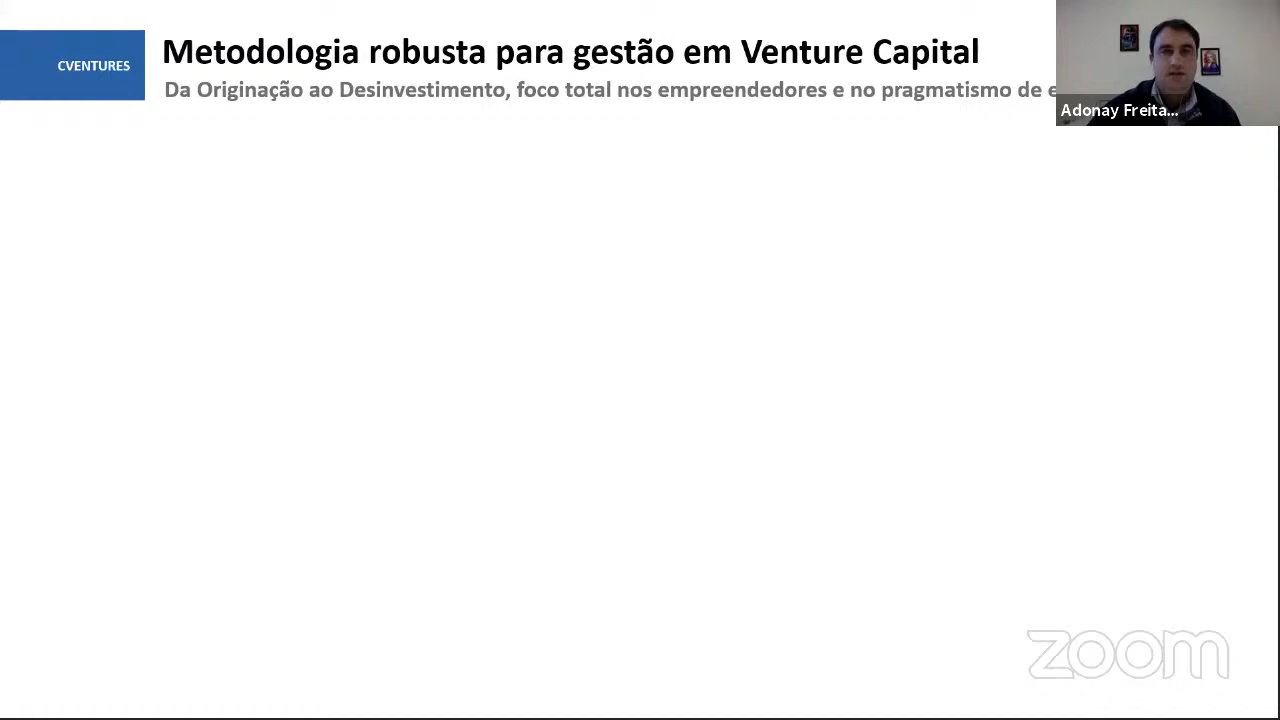 CVENTURES
Metodologia robusta para gestão em Venture Capital
Da Originação ao Desinvestimento, foco total nos empreendedores e no pragmatismo de e
Adonay Freita...
zoom